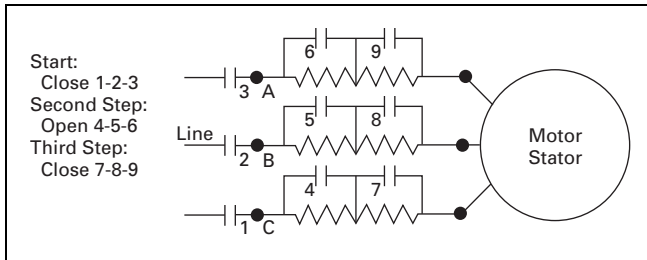 Start:
Close 1-2-3
Second Step:
Open 4-5-6
Third Step:
Close 7-8-9
Line
6 9
3 A
5 8
2 B
4 7
1 C
Motor
Stator